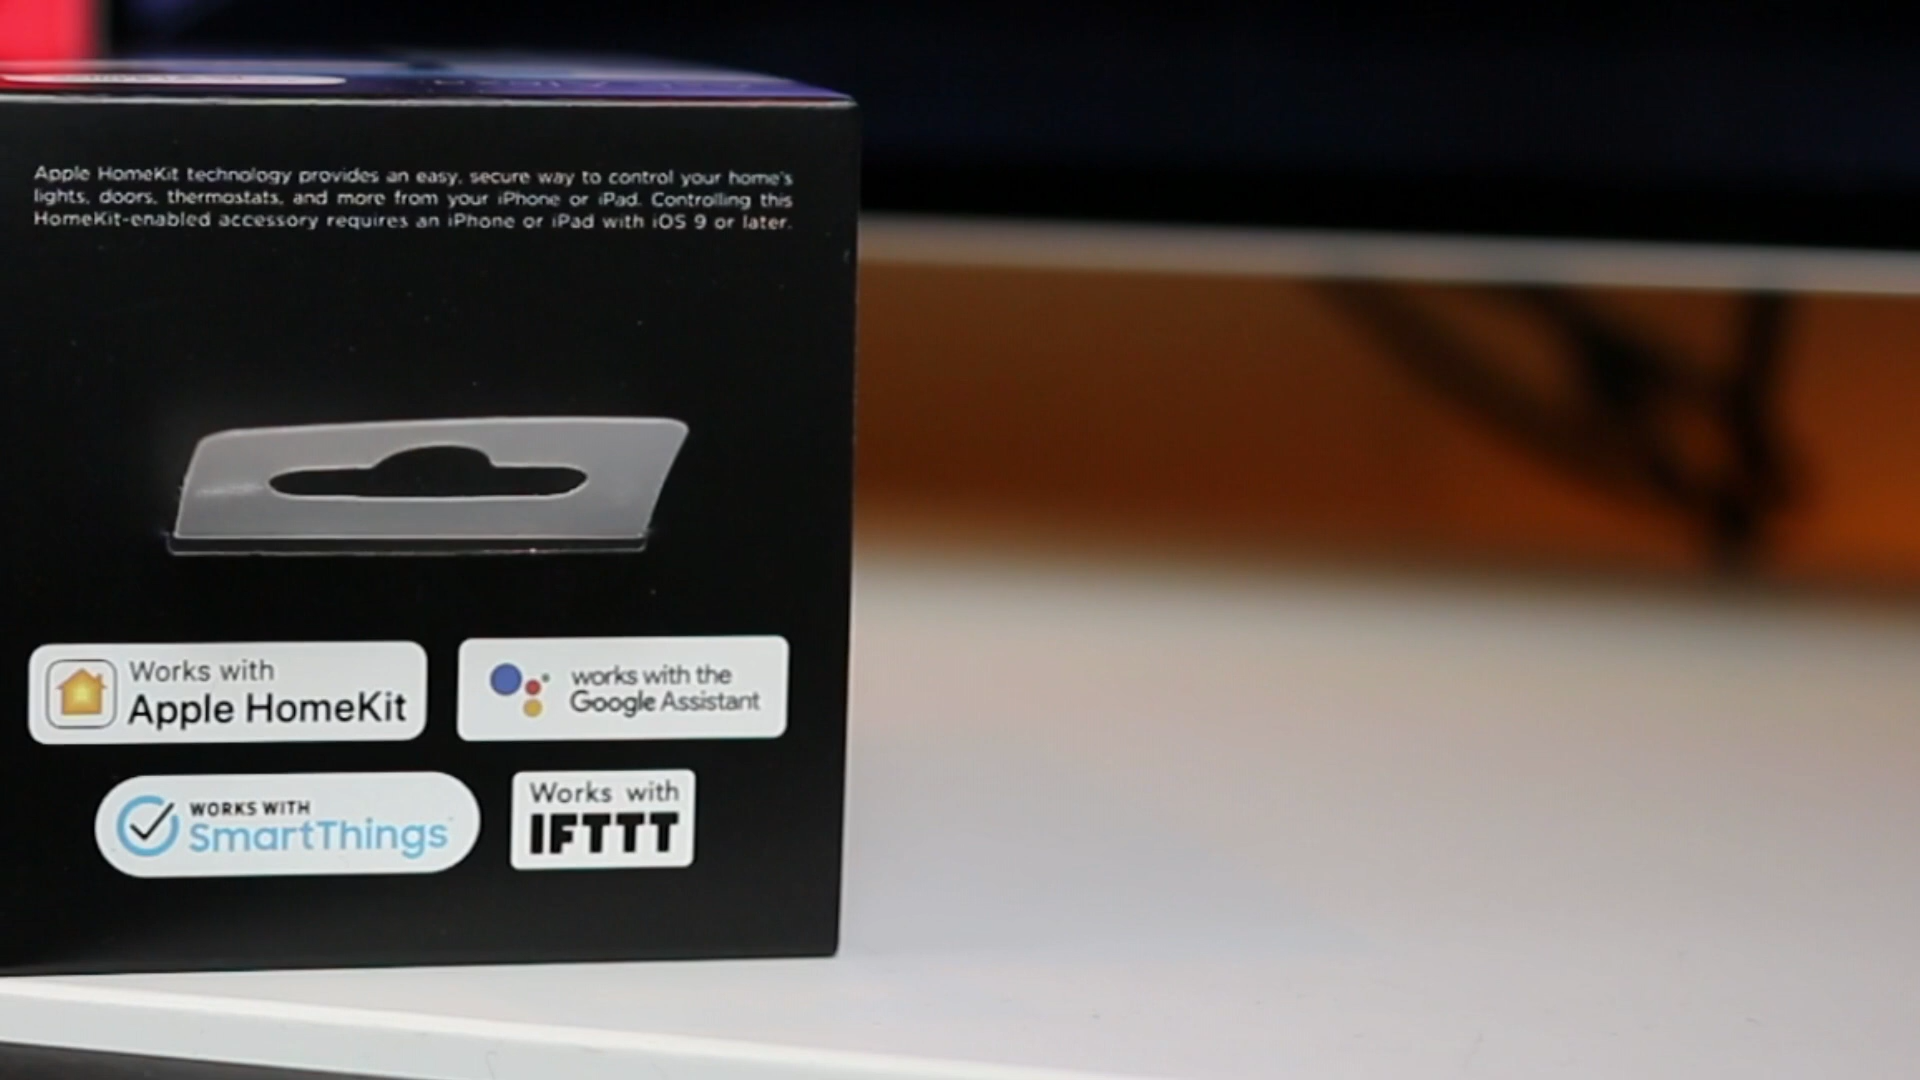 Apple HomeKit technology provides an easy, secure way to control your home's
lights, doors, thermostats, and more from your iPhone or iPad. Controlling this
HomeKit-enabled accessory requires an iPhone or iPad with iOS 9 or later.
Works with
Apple HomeKit
works with the
Google Assistant
WORKS WITH
SmartThings
Works with
IFTTT